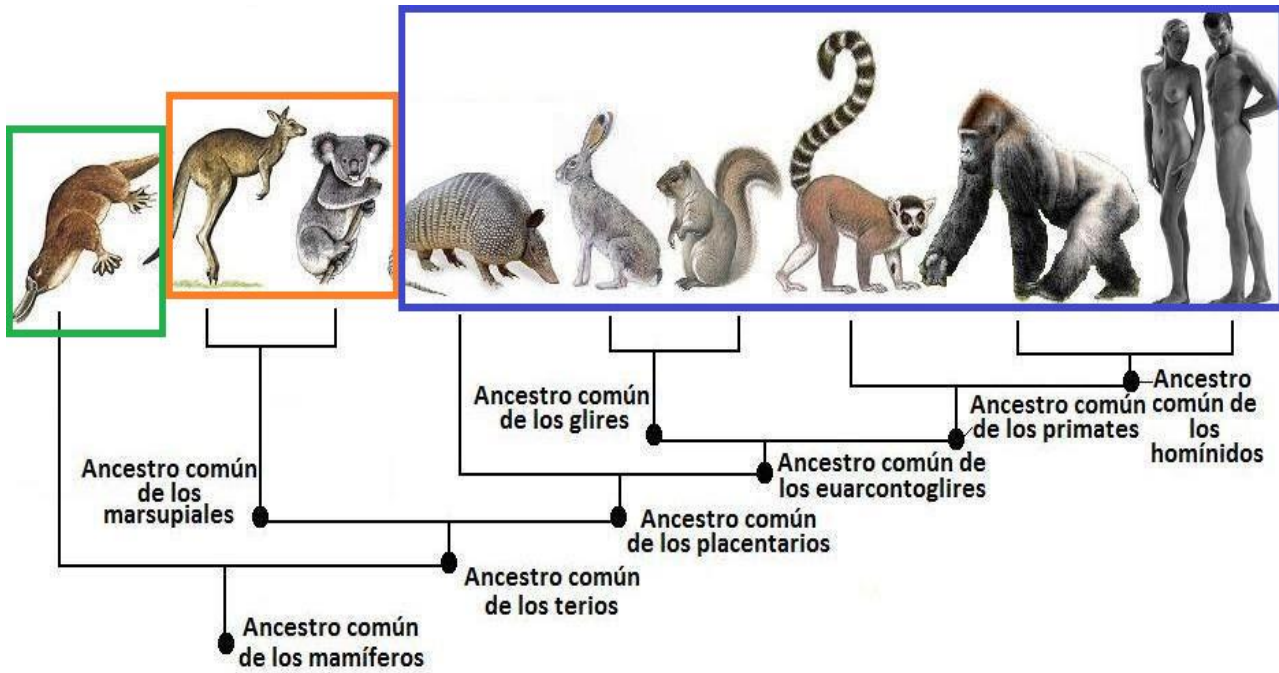 Ancestro común
de los glires
Ancestro común
de los primates
Ancestro
común de
los
homínidos
Ancestro común
de los
marsupiales
Ancestro común de
los euarcontoglires
Ancestro común
de los placentarios
Ancestro común
de los terios
Ancestro común
de los mamíferos